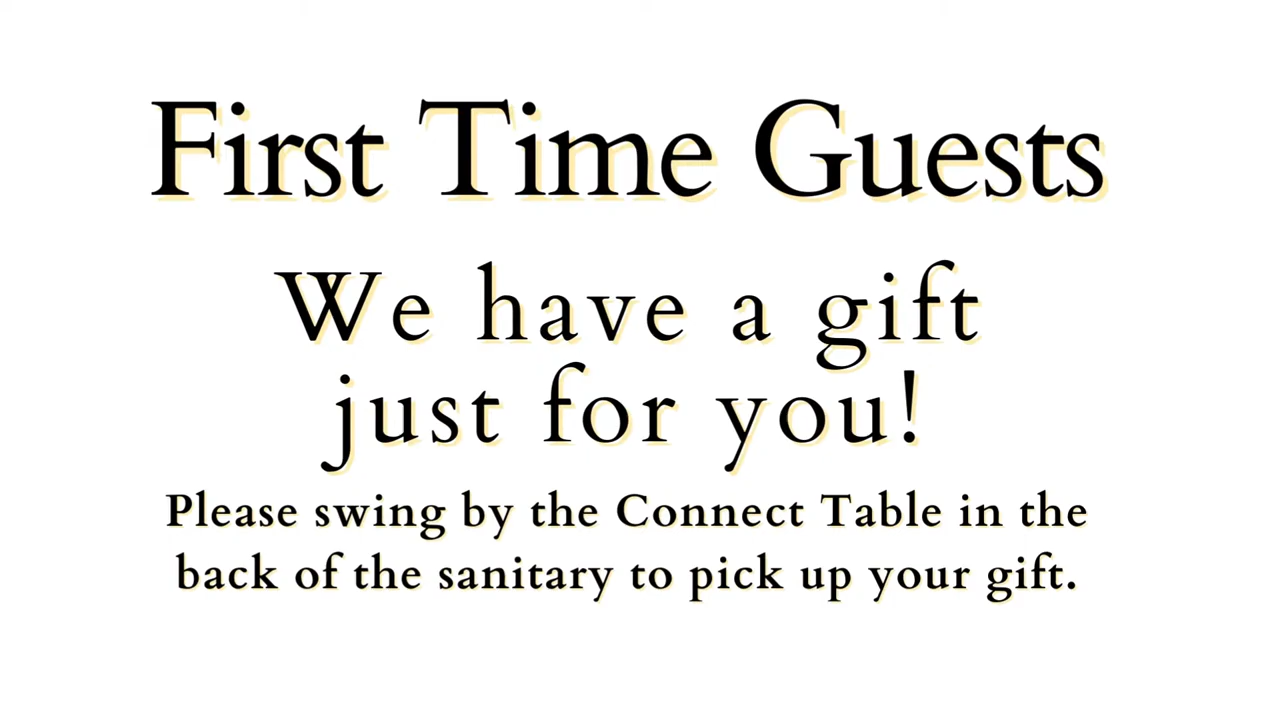 First Time Guests
We have a gift
just for you!
Please swing by the Connect Table in the
back of the sanitary to pick up your gift.